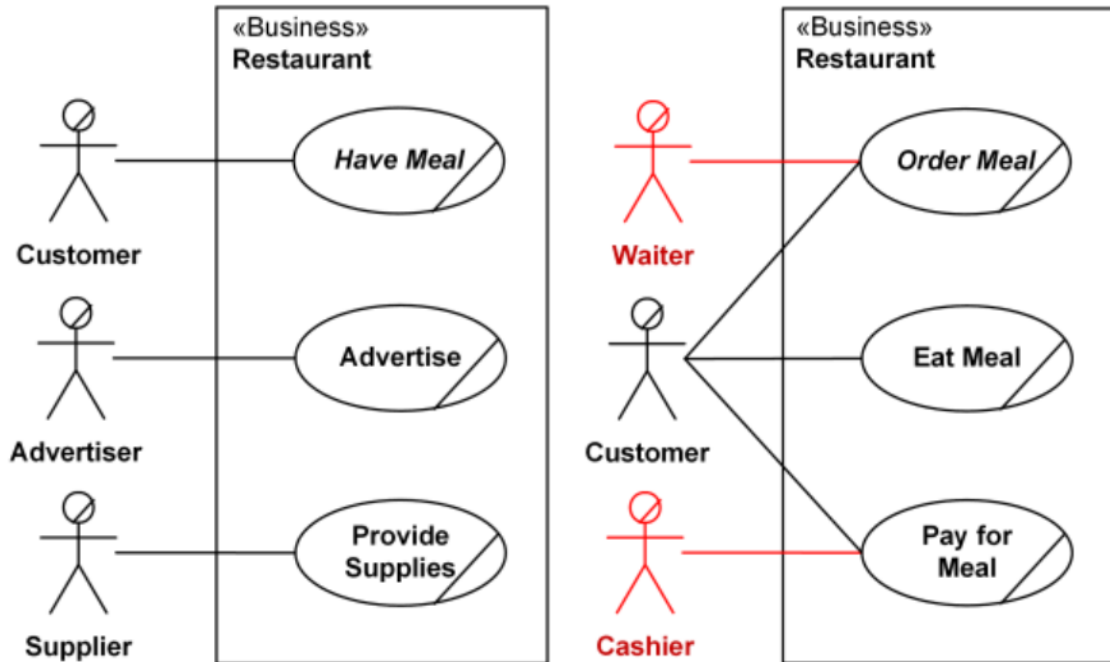 «Business»
Restaurant
Have Meal
Customer
Advertise
Advertiser
Provide
Supplies
Supplier
«Business»
Restaurant
Order Meal
Waiter
Eat Meal
Customer
Pay for
Meal
Cashier